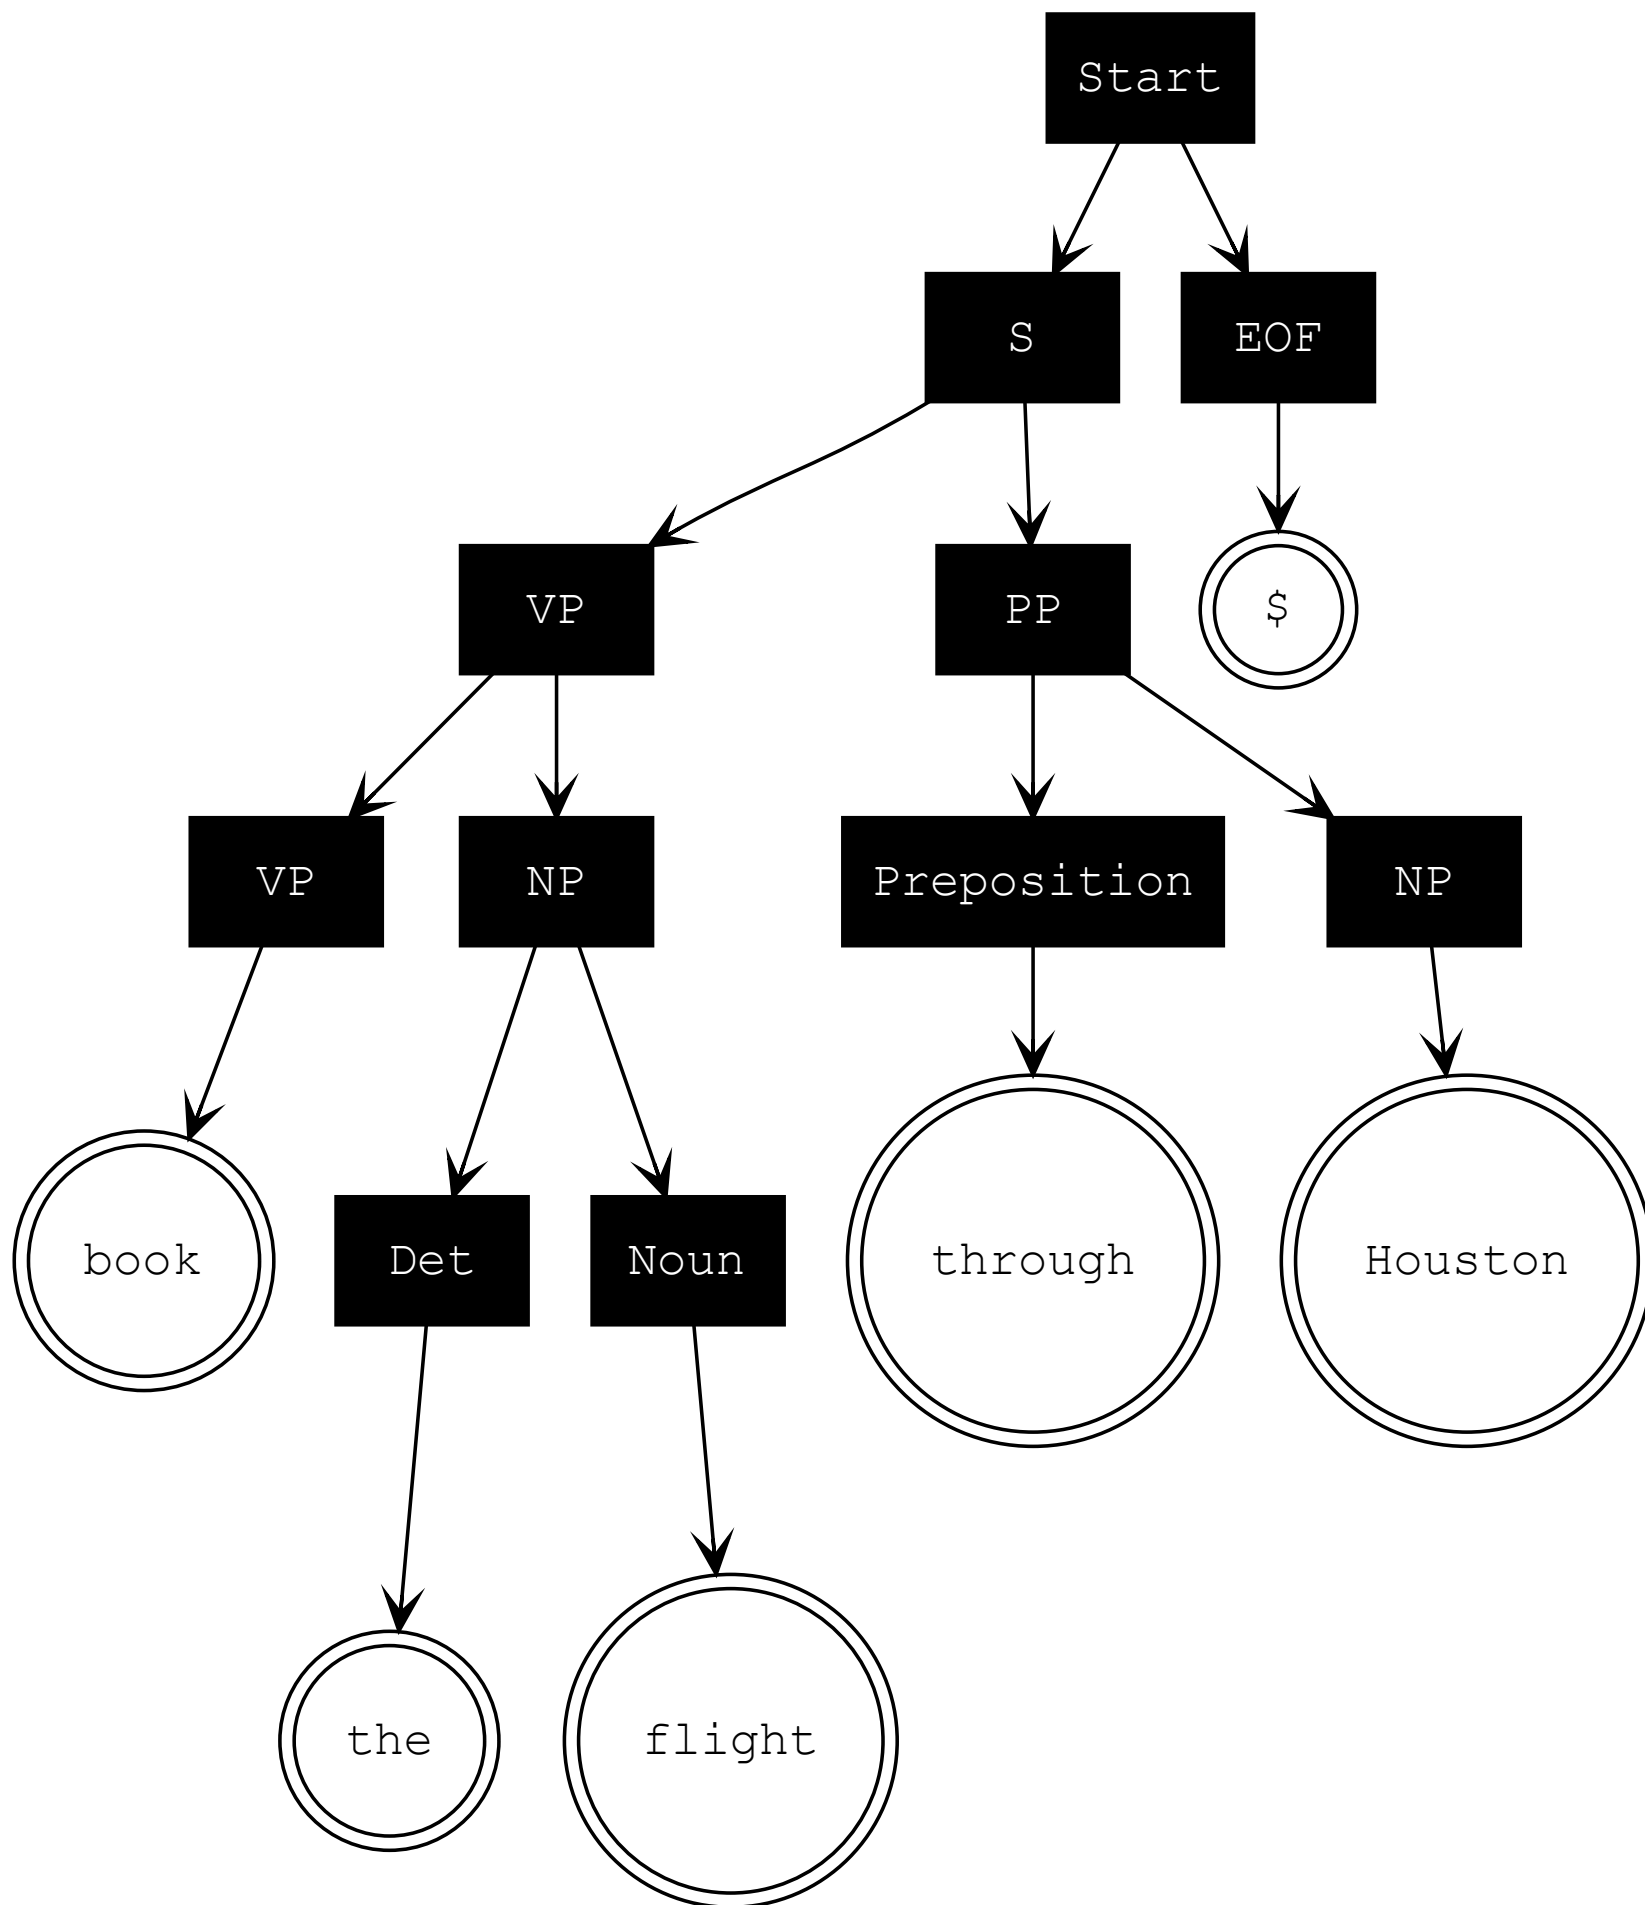 Start
S
EOF
VP
PP
$
VP
NP
Preposition
NP
book
Det
Noun
through
Houston
the
flight